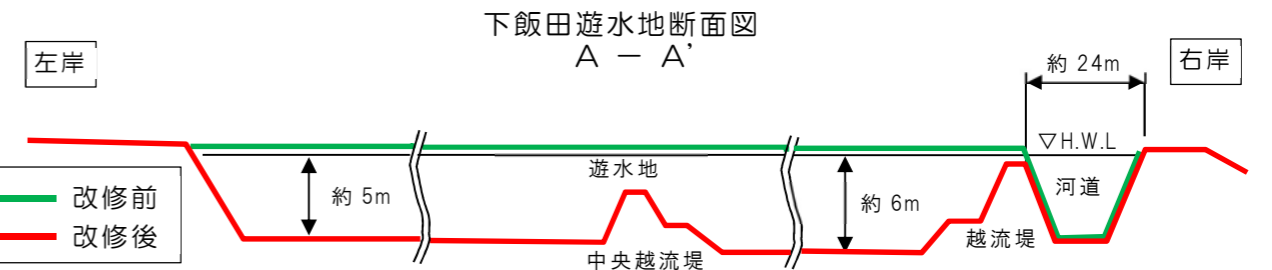 下飯田遊水地断面図
A － A’
左岸
約 24m
右岸
▽H.W.L
遊水地
河道
約 5m
約 6m
改修前
改修後
中央越流堤
越流堤